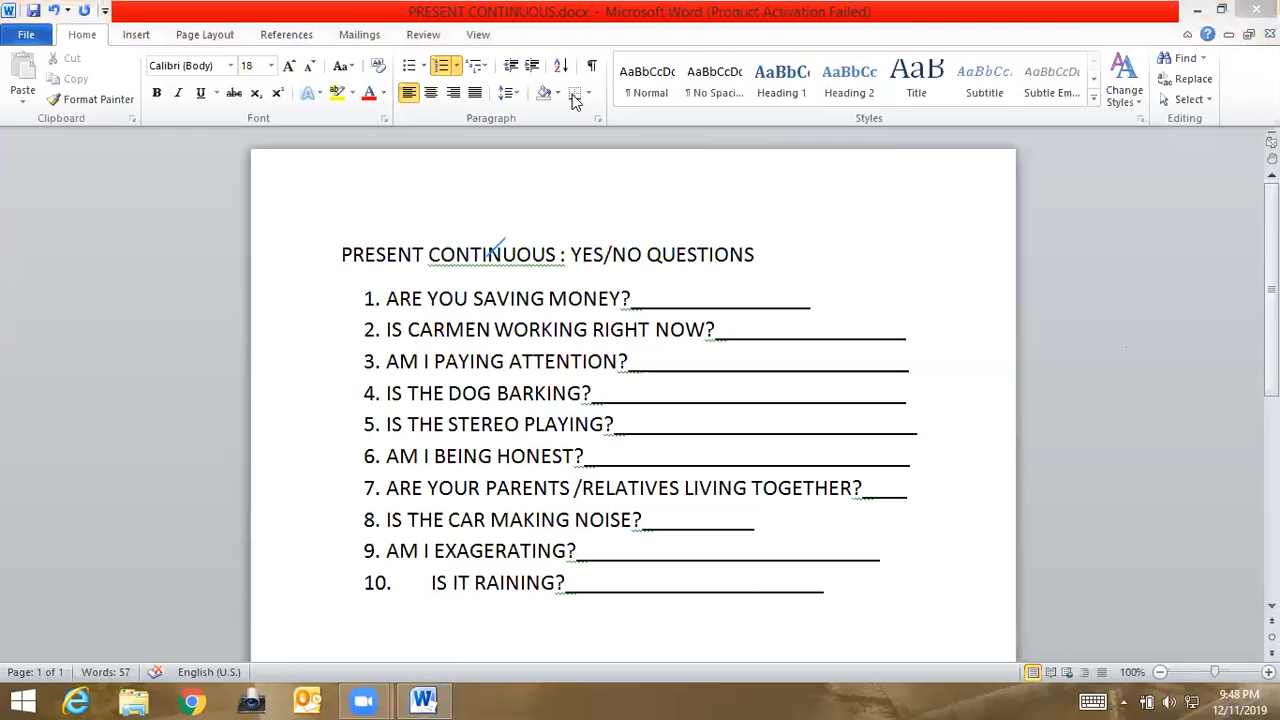 PRESENT CONTINUOUS.docx - Microsoft Word (Product Activation Failed)
File Home Insert Page Layout References Mailings Review View
Cut
Copy
Format Painter
Paste
Clipboard
Calibri (Body) 18
Font
Paragraph
AaBbCcDc AaBbCcDc AaBbCc AaBbCc AaB AaBbCcD AaBbCcDc
¶ Normal ¶ No Spaci... Heading 1 Heading 2 Title Subtitle Subtle Em...
Change Styles
Styles
Find
Replace
Select
Editing
PRESENT CONTINUOUS : YES/NO QUESTIONS
1. ARE YOU SAVING MONEY?
2. IS CARMEN WORKING RIGHT NOW?
3. AM I PAYING ATTENTION?
4. IS THE DOG BARKING?
5. IS THE STEREO PLAYING?
6. AM I BEING HONEST?
7. ARE YOUR PARENTS /RELATIVES LIVING TOGETHER?
8. IS THE CAR MAKING NOISE?
9. AM I EXAGERATING?
10. IS IT RAINING?
Page: 1 of 1 Words: 57 English (U.S.) 100%
9:48 PM
12/11/2019